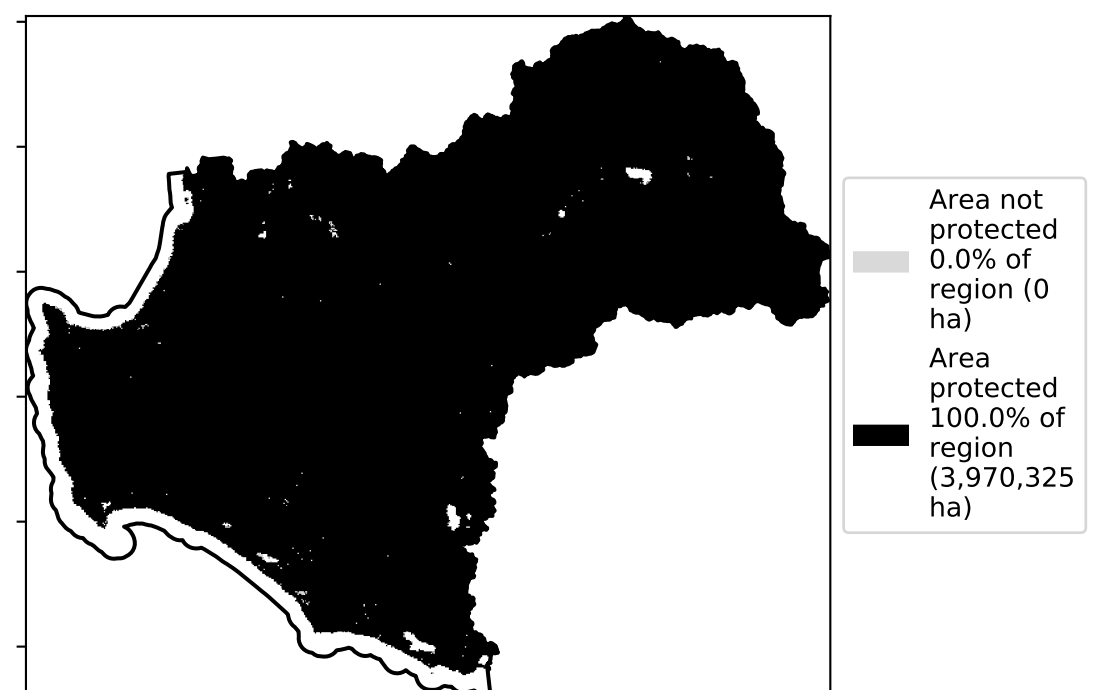 Area not
protected
0.0% of
region (0
ha)
Area
protected
100.0% of
region
(3,970,325
ha)